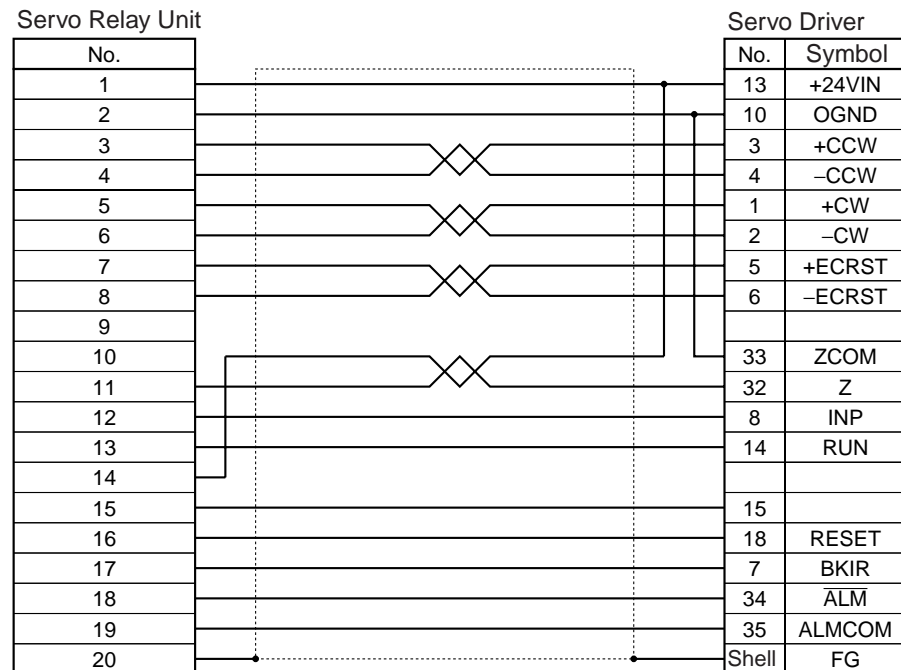 Servo Relay Unit Servo Driver
No. No. Symbol
1 13 +24VIN
2 10 OGND
3 3 +CCW
4 4 −CCW
5 1 +CW
6 2 −CW
7 5 +ECRST
8 6 −ECRST
9
10 33 ZCOM
11 32 Z
12 8 INP
13 14 RUN
14
15 15
16 18 RESET
17 7 BKIR
18 34 A̅L̅M̅
19 35 ALMCOM
20 Shell FG